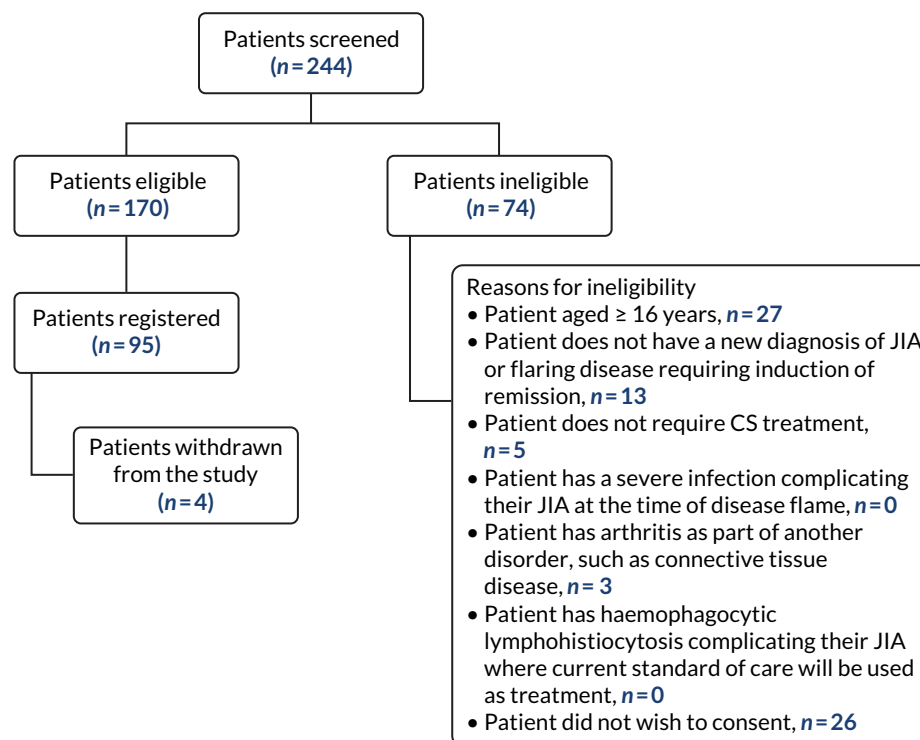 Patients screened
(n=244)
Patients eligible
(n=170)
Patients ineligible
(n=74)
Patients registered
(n=95)
Patients withdrawn
from the study
(n=4)
Reasons for ineligibility
• Patient aged ≥ 16 years, n=27
• Patient does not have a new diagnosis of JIA
or flaring disease requiring induction of
remission, n=13
• Patient does not require CS treatment,
n=5
• Patient has a severe infection complicating
their JIA at the time of disease flame, n=0
• Patient has arthritis as part of another
disorder, such as connective tissue
disease, n=3
• Patient has haemophagocytic
lymphohistiocytosis complicating their JIA
where current standard of care will be used
as treatment, n=0
• Patient did not wish to consent, n=26